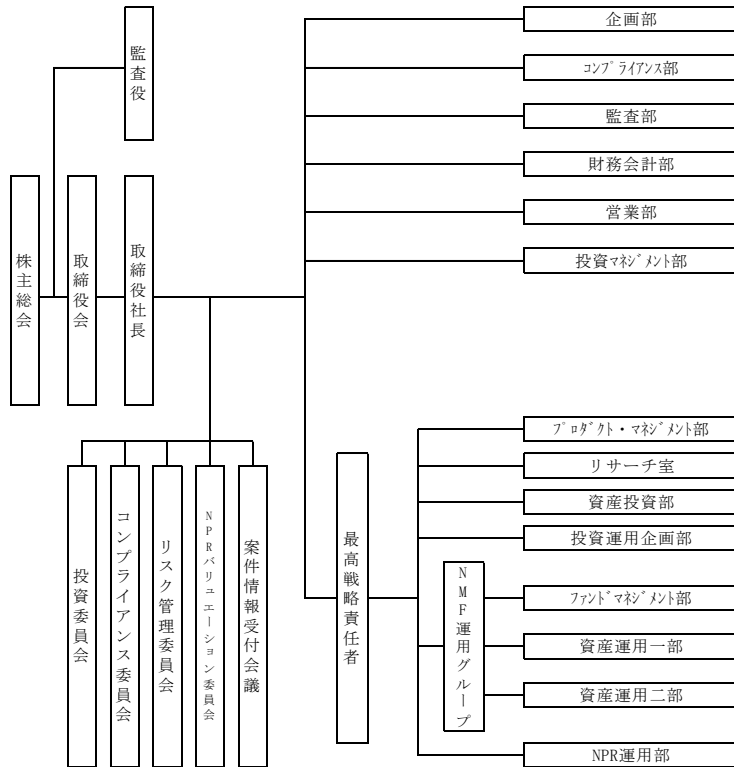 監査役
株主総会
取締役会
取締役社長
企画部
コンプライアンス部
監査部
財務会計部
営業部
投資マネジメント部
投資委員会
コンプライアンス委員会
リスク管理委員会
NPRバリュエーション委員会
案件情報受付会議
最高戦略責任者
プロダクト・マネジメント部
リサーチ室
資産投資部
投資運用企画部
NMF運用グループ
ファンドマネジメント部
資産運用一部
資産運用二部
NPR運用部